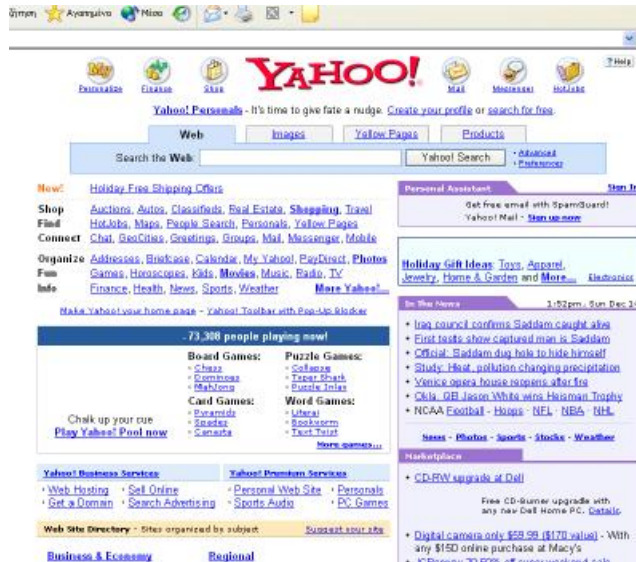 Αγαπημένα Μέσα
Help
Personalize Finance Shop YAHOO! Mail Messenger HotJobs
Yahoo! Personals - It's time to give fate a nudge. Create your profile or search for free.
Web Images Yellow Pages Products
Search the Web: Yahoo! Search · Advanced
· Preferences
New! Holiday Free Shipping Offers
Shop Auctions, Autos, Classifieds, Real Estate, Shopping, Travel
Find HotJobs, Maps, People Search, Personals, Yellow Pages
Connect Chat, GeoCities, Greetings, Groups, Mail, Messenger, Mobile
Organize Addresses, Briefcase, Calendar, My Yahoo!, PayDirect, Photos
Fun Games, Horoscopes, Kids, Movies, Music, Radio, TV
Info Finance, Health, News, Sports, Weather More Yahoo!...
Make Yahoo! your home page - Yahoo! Toolbar with Pop-Up Blocker
73,308 people playing now!
Board Games: Puzzle Games:
· Chess · Collapse
· Dominoes · Taper Shark
· Mahjong · Puzzle Inlay
Card Games: Word Games:
· Pyramids · Literati
· Spades · Bookworm
· Canasta · Text Twist
Chalk up your cue
Play Yahoo! Pool now
More games...
Yahoo! Business Services Yahoo! Premium Services
· Web Hosting · Sell Online · Personal Web Site · Personals
· Get a Domain · Search Advertising · Sports Audio · PC Games
Web Site Directory - Sites organized by subject Suggest your site
Business & Economy Regional
Personal Assistant Sign In
Get free email with SpamGuard!
Yahoo! Mail - Sign up now
Holiday Gift Ideas: Toys, Apparel,
Jewelry, Home & Garden and More... Electronics
In The News 1:52pm, Sun Dec
• Iraq council confirms Saddam caught alive
• First tests show captured man is Saddam
• Official: Saddam dug hole to hide himself
• Study: Heat, pollution changing precipitation
• Venice opera house reopens after fire
• Okla. QB Jason White wins Heisman Trophy
• NCAA Football - Hoops - NFL - NBA - NHL
News - Photos - Sports - Stocks - Weather
Marketplace
• CD-RW upgrade at Dell
Free CD-Burner upgrade with
any new Dell Home PC. Details.
• Digital camera only $59.99 ($170 value) - With
any $150 online purchase at Macy's